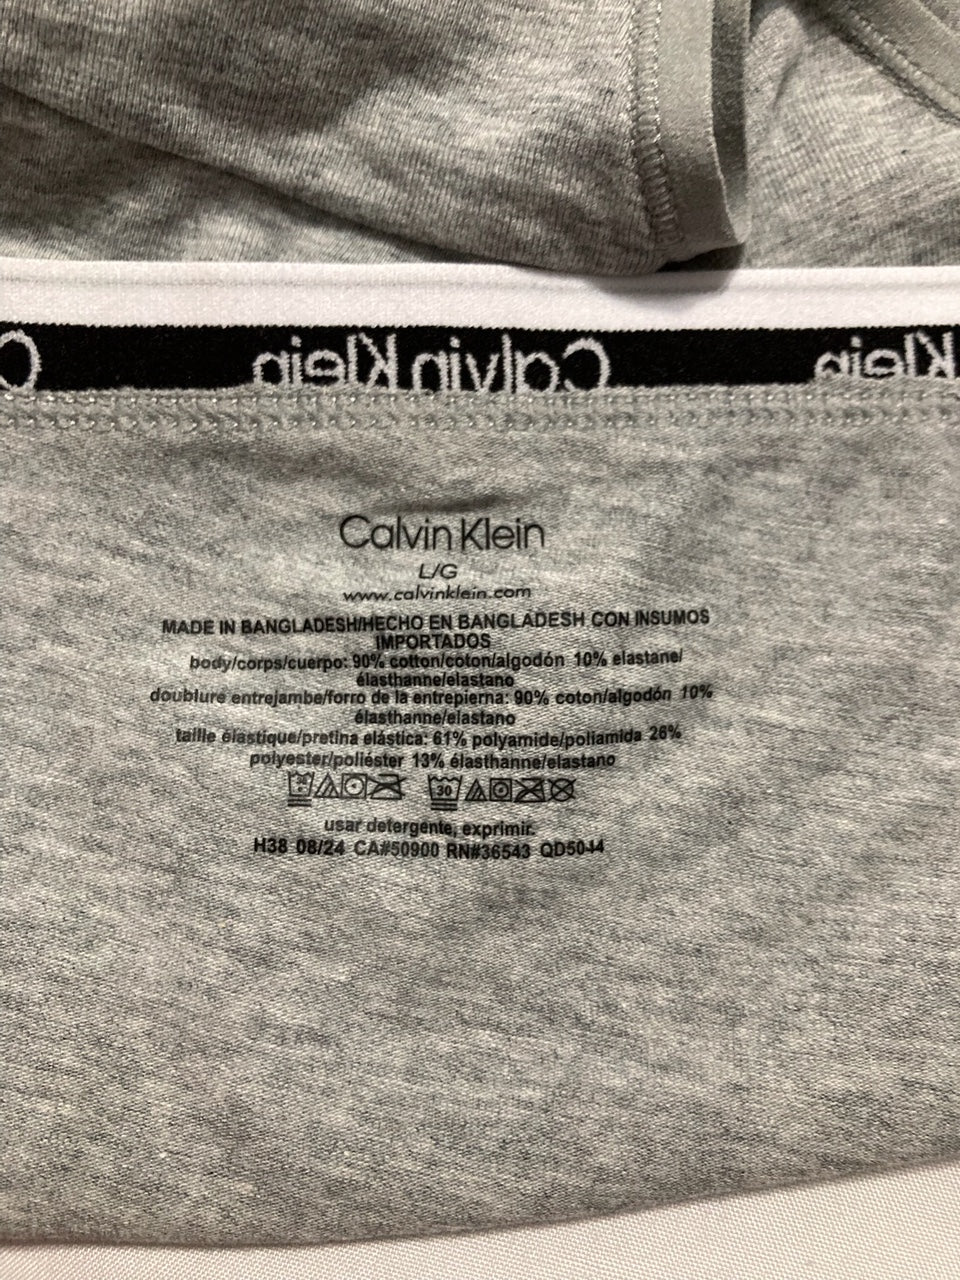 Calvin Klein
Calvin Klein
L/G
www.calvinklein.com
MADE IN BANGLADESH/HECHO EN BANGLADESH CON INSUMOS
IMPORTADOS
body/corps/cuerpo: 90% cotton/coton/algodón 10% elastane/
élasthanne/elastano
doublure entrejambe/forro de la entrepierna: 90% coton/algodón 10%
élasthanne/elastano
taille élastique/pretina elástica: 61% polyamide/poliamida 26%
polyester/poliéster 13% élasthanne/elastano
30 30
usar detergente, exprimir.
H38 08/24 CA#50900 RN#36543 QD5044